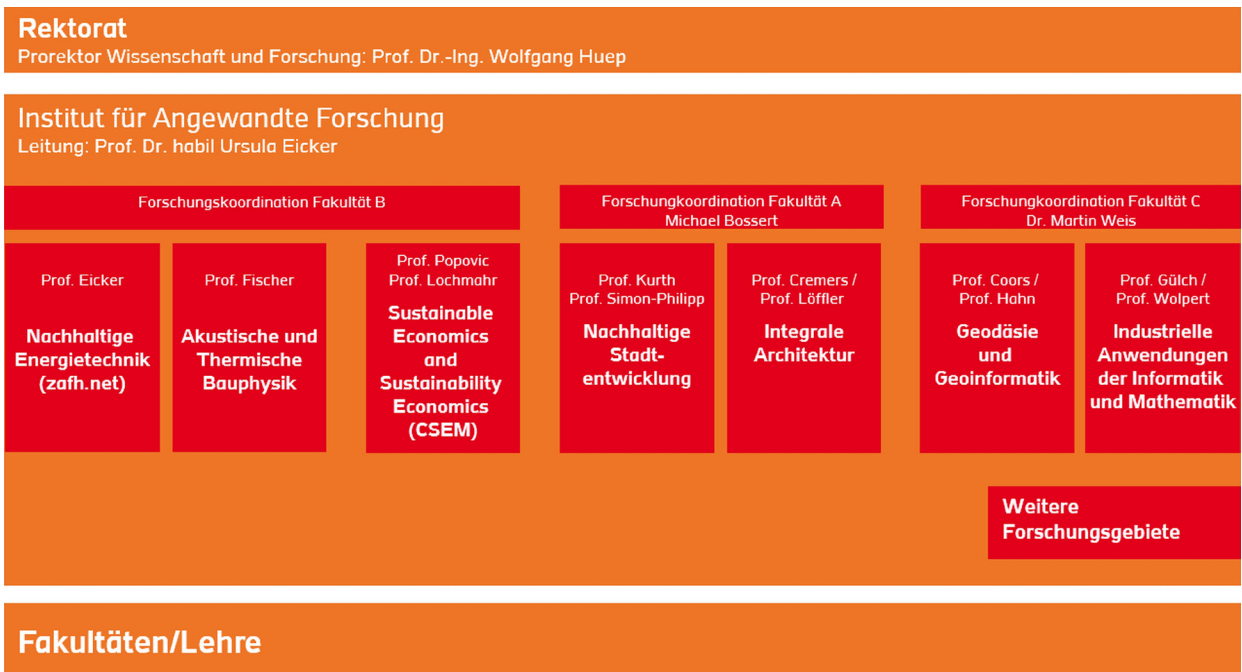 Rektorat
Prorektor Wissenschaft und Forschung: Prof. Dr.-Ing. Wolfgang Huep
Institut für Angewandte Forschung
Leitung: Prof. Dr. habil Ursula Eicker
Forschungskoordination Fakultät B
Prof. Eicker
Nachhaltige
Energietechnik
(zafh.net)
Prof. Fischer
Akustische und
Thermische
Bauphysik
Prof. Popovic
Prof. Lochmahr
Sustainable
Economics
and
Sustainability
Economics
(CSEM)
Forschungkoordination Fakultät A
Michael Bossert
Prof. Kurth
Prof. Simon-Philipp
Nachhaltige
Stadt-
entwicklung
Prof. Cremers /
Prof. Löffler
Integrale
Architektur
Forschungkoordination Fakultät C
Dr. Martin Weis
Prof. Coors /
Prof. Hahn
Geodäsie
und
Geoinformatik
Prof. Gülch /
Prof. Wolpert
Industrielle
Anwendungen
der Informatik
und Mathematik
Weitere
Forschungsgebiete
Fakultäten/Lehre